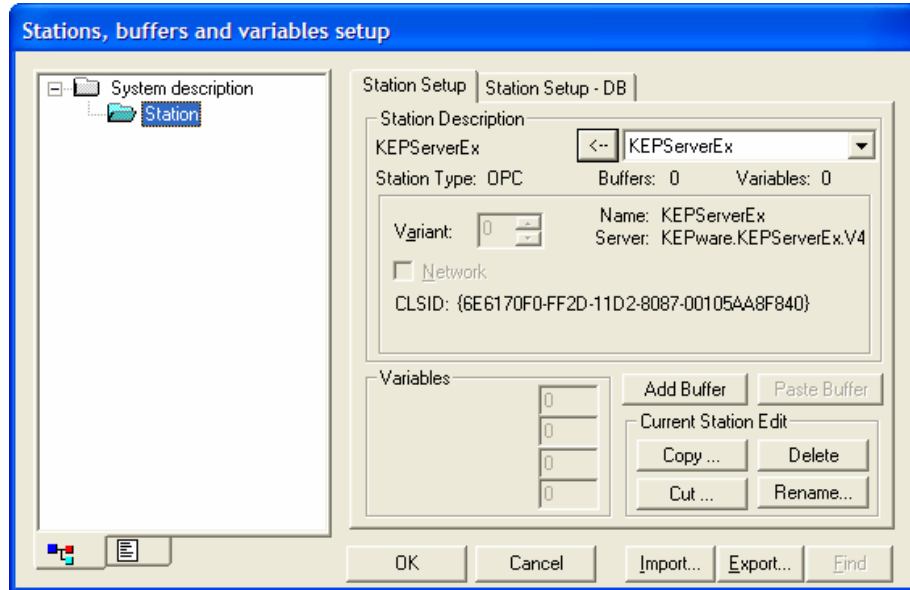 Stations, buffers and variables setup
System description
Station
Station Setup
Station Setup - DB
Station Description
KEPServerEx
<--
KEPServerEx
Station Type: OPC
Buffers: 0
Variables: 0
Variant:
0
Name: KEPServerEx
Server: KEPware.KEPServerEx.V4
Network
CLSID: {6E6170F0-FF2D-11D2-8087-00105AA8F840}
Variables
0
0
0
0
Add Buffer
Paste Buffer
Current Station Edit
Copy ...
Delete
Cut ...
Rename...
OK
Cancel
Import...
Export...
Find